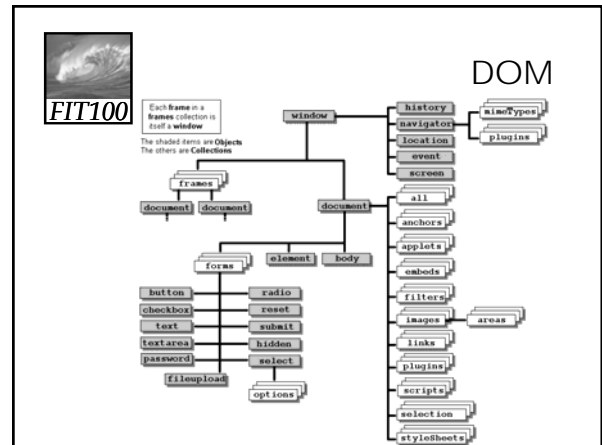 DOM
FIT100
Each frame in a
frames collection is
itself a window
The shaded items are Objects
The others are Collections
window
history
navigator
location
event
screen
mimeTypes
plugins
frames
document
document
document
all
anchors
applets
embeds
filters
images
areas
links
plugins
scripts
selection
styleSheets
forms
element
body
button
radio
checkbox
reset
text
submit
textarea
hidden
password
select
fileupload
options